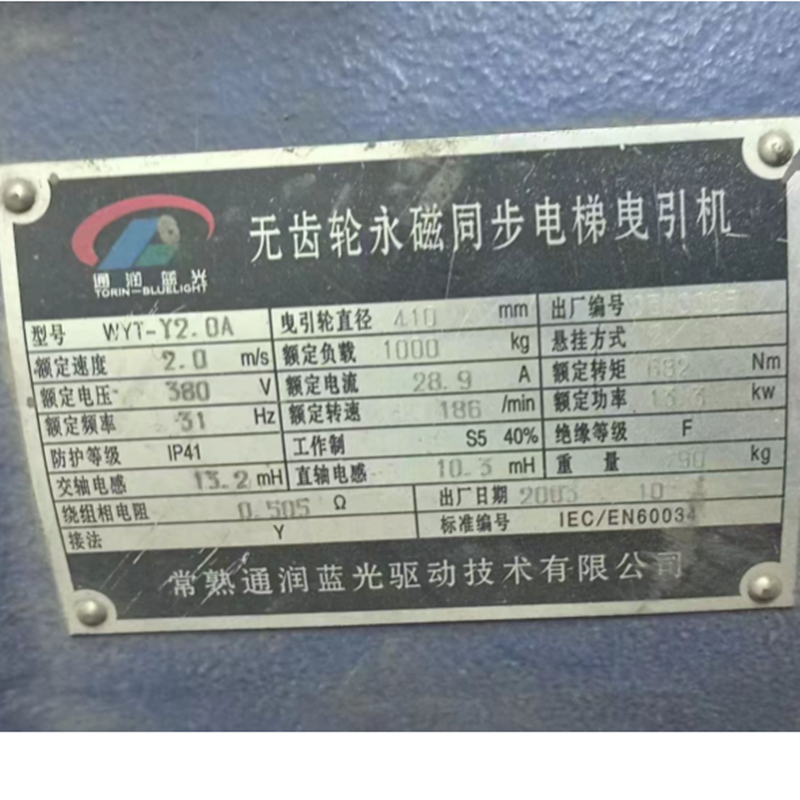 通润蓝光
TORIN-BLUELIGHT
无齿轮永磁同步电梯曳引机
型号 WYT-Y2.0A 曳引轮直径 410 mm 出厂编号
额定速度 2.0 m/s 额定负载 1000 kg 悬挂方式
额定电压 380 V 额定电流 28.9 A 额定转矩 682 Nm
额定频率 31 Hz 额定转速 186 /min 额定功率 13.3 kw
防护等级 IP41 工作制 S5 40% 绝缘等级 F
交轴电感 13.2 mH 直轴电感 10.3 mH 重量 kg
绕组相电阻 0.505 Ω 出厂日期 10
接法 Y 标准编号 IEC/EN60034
常熟通润蓝光驱动技术有限公司